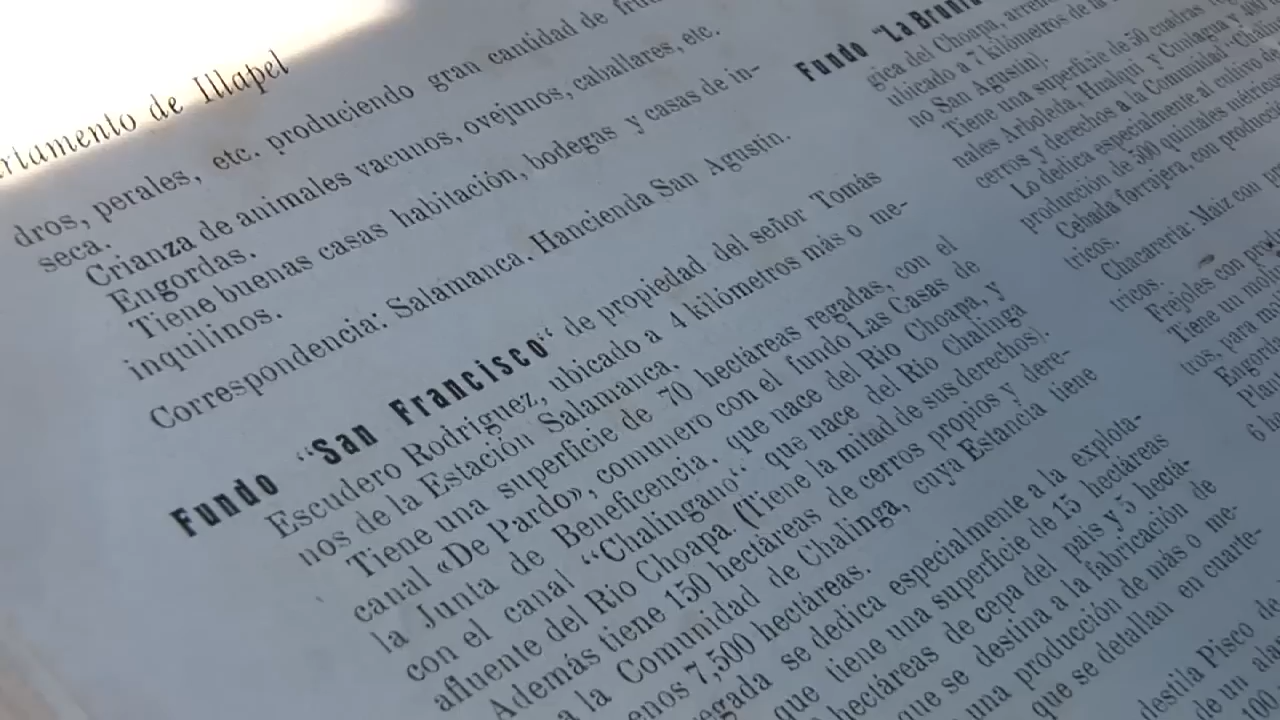 rtamento de Illapel
dros, perales, etc. produciendo gran cantidad de
seca.
Crianza de animales vacunos, ovejunos, caballares, etc.
Engordas.
Tiene buenas casas habitación, bodegas y casas de in-
inquilinos.
Correspondencia: Salamanca. Hancienda San Agustín.
Fundo “San Francisco“ de propiedad del señor Tomás
Escudero Rodríguez, ubicado a 4 kilómetros más o me-
nos de la Estación Salamanca.
Tiene una superficie de 70 hectáreas regadas, con el
canal «De Pardo», comunero con el fundo Las Casas de
la Junta de Beneficencia, que nace del Río Choapa, y
con el canal “Chalingano“ que nace del Río Chalinga
afluente del Río Choapa. (Tiene la mitad de sus derechos).
Además tiene 150 hectáreas de cerros propios y dere-
a la Comunidad de Chalinga, cuya Estancia tiene
enos 7,500 hectáreas.
egada se dedica especialmente a la explota-
que tiene una superficie de 15 hectáreas
hectáreas de cepa del país y 5 hectá-
que se destina a la fabricación de
una producción de más o me-
que se detallan en cuarte-
destila Pisco
de un
Fundo “La
gica del Choapa,
ubicado a 7 kilómetros de la
no San Agustín).
Tiene una superficie de 50 cuadras
nales Arboleda, Hualqui y Cunlagua y
cerros y derechos a la Comunidad
Lo dedica especialmente al cultivo
producción de 500 quintales
Cebada forrajera, con
tricos.
Chacarería: Maíz con
tricos.
Frejoles con
Tiene un
tros, para
6